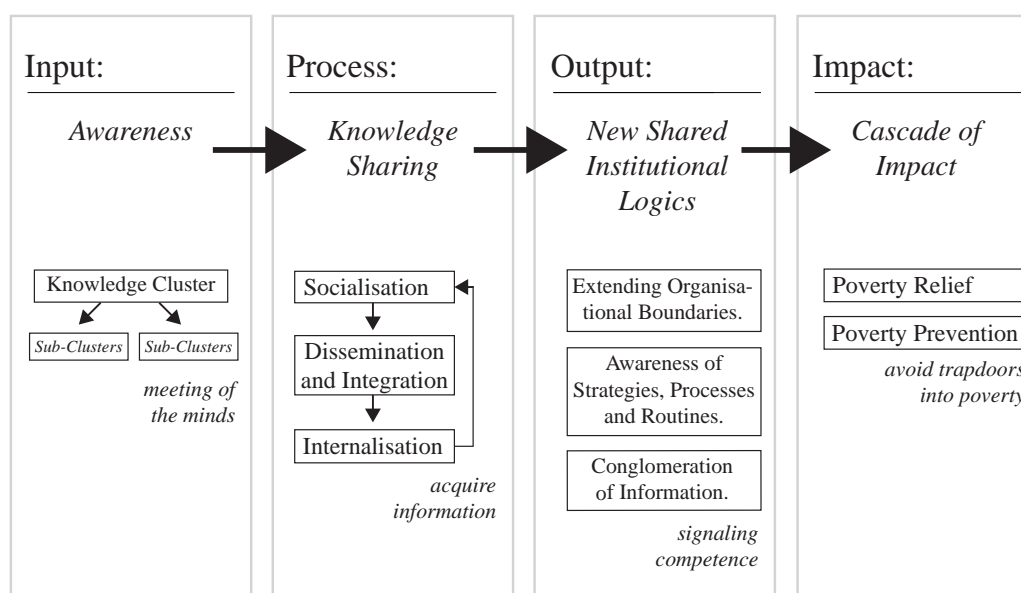 Input:
Awareness
Knowledge Cluster
Sub-Clusters Sub-Clusters
meeting of
the minds
Process:
Knowledge
Sharing
Socialisation
Dissemination
and Integration
Internalisation
acquire
information
Output:
New Shared
Institutional
Logics
Extending Organisa-
tional Boundaries.
Awareness of
Strategies, Processes
and Routines.
Conglomeration
of Information.
signaling
competence
Impact:
Cascade of
Impact
Poverty Relief
Poverty Prevention
avoid trapdoors
into poverty